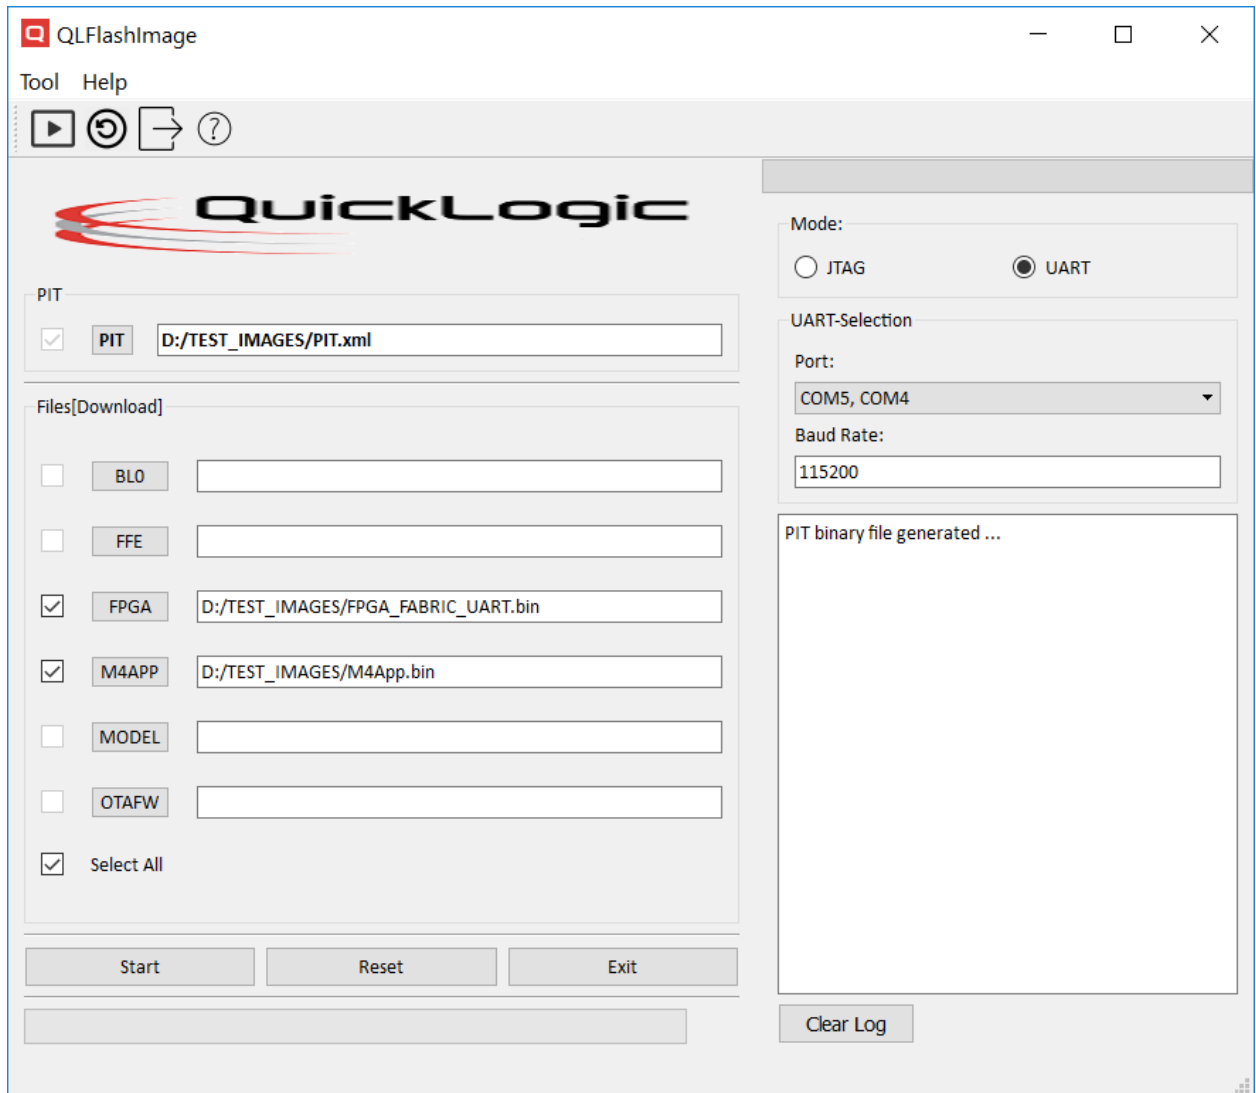 QLFlashImage
Tool Help
QuickLogic
PIT
PIT D:/TEST_IMAGES/PIT.xml
Files[Download]
BL0
FFE
FPGA D:/TEST_IMAGES/FPGA_FABRIC_UART.bin
M4APP D:/TEST_IMAGES/M4App.bin
MODEL
OTAFW
Select All
Start Reset Exit
Mode:
JTAG UART
UART-Selection
Port:
COM5, COM4
Baud Rate:
115200
PIT binary file generated ...
Clear Log